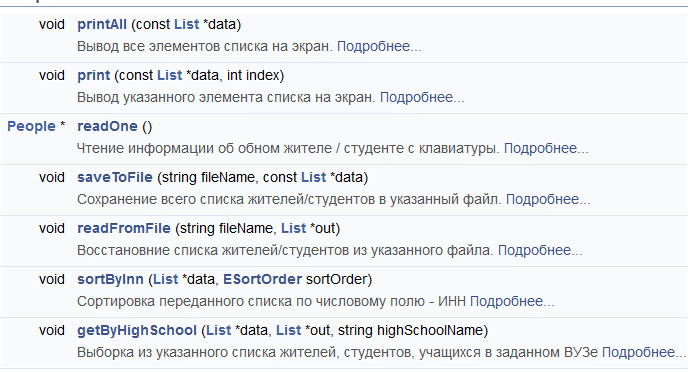 void printAll (const List *data)
Вывод все элементов списка на экран. Подробнее...
void print (const List *data, int index)
Вывод указанного элемента списка на экран. Подробнее...
People * readOne ()
Чтение информации об обном жителе / студенте с клавиатуры. Подробнее...
void saveToFile (string fileName, const List *data)
Сохранение всего списка жителей/студентов в указанный файл. Подробнее...
void readFromFile (string fileName, List *out)
Восстановние списка жителей/студентов из указанного файла. Подробнее...
void sortByInn (List *data, ESortOrder sortOrder)
Сортировка переданного списка по числовому полю - ИНН Подробнее...
void getByHighSchool (List *data, List *out, string highSchoolName)
Выборка из указанного списка жителей, студентов, учащихся в заданном ВУЗе Подробнее...